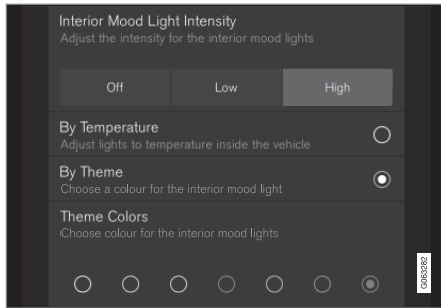 Interior Mood Light Intensity
Adjust the intensity for the interior mood lights
Off Low High
By Temperature
Adjust lights to temperature inside the vehicle
By Theme
Choose a colour for the interior mood light
Theme Colors
Choose colour for the interior mood lights
G063282